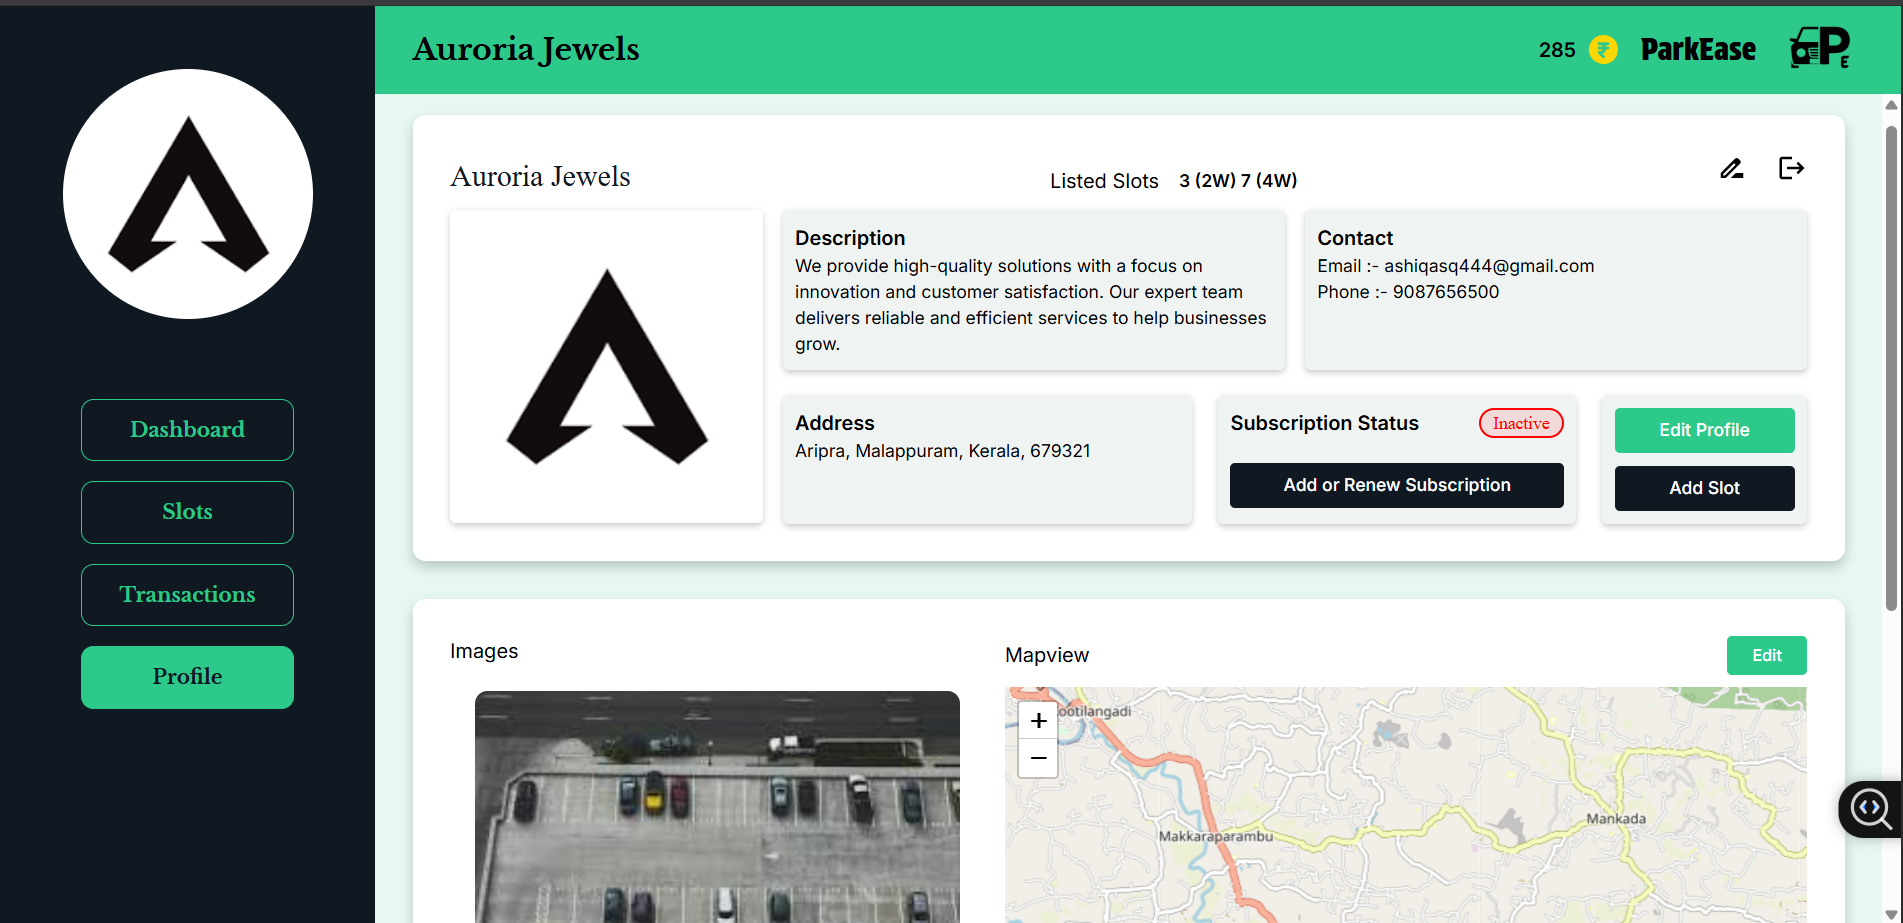 Auroria Jewels
285
ParkEase
PE
Dashboard
Slots
Transactions
Profile
Auroria Jewels
Listed Slots 3 (2W) 7 (4W)
Description
We provide high-quality solutions with a focus on
innovation and customer satisfaction. Our expert team
delivers reliable and efficient services to help businesses
grow.
Contact
Email :- ashiqasq444@gmail.com
Phone :- 9087656500
Address
Aripra, Malappuram, Kerala, 679321
Subscription Status
Inactive
Add or Renew Subscription
Edit Profile
Add Slot
Images
Mapview
Edit
+
−
ootilangadi
Makkaraparambu
Mankada